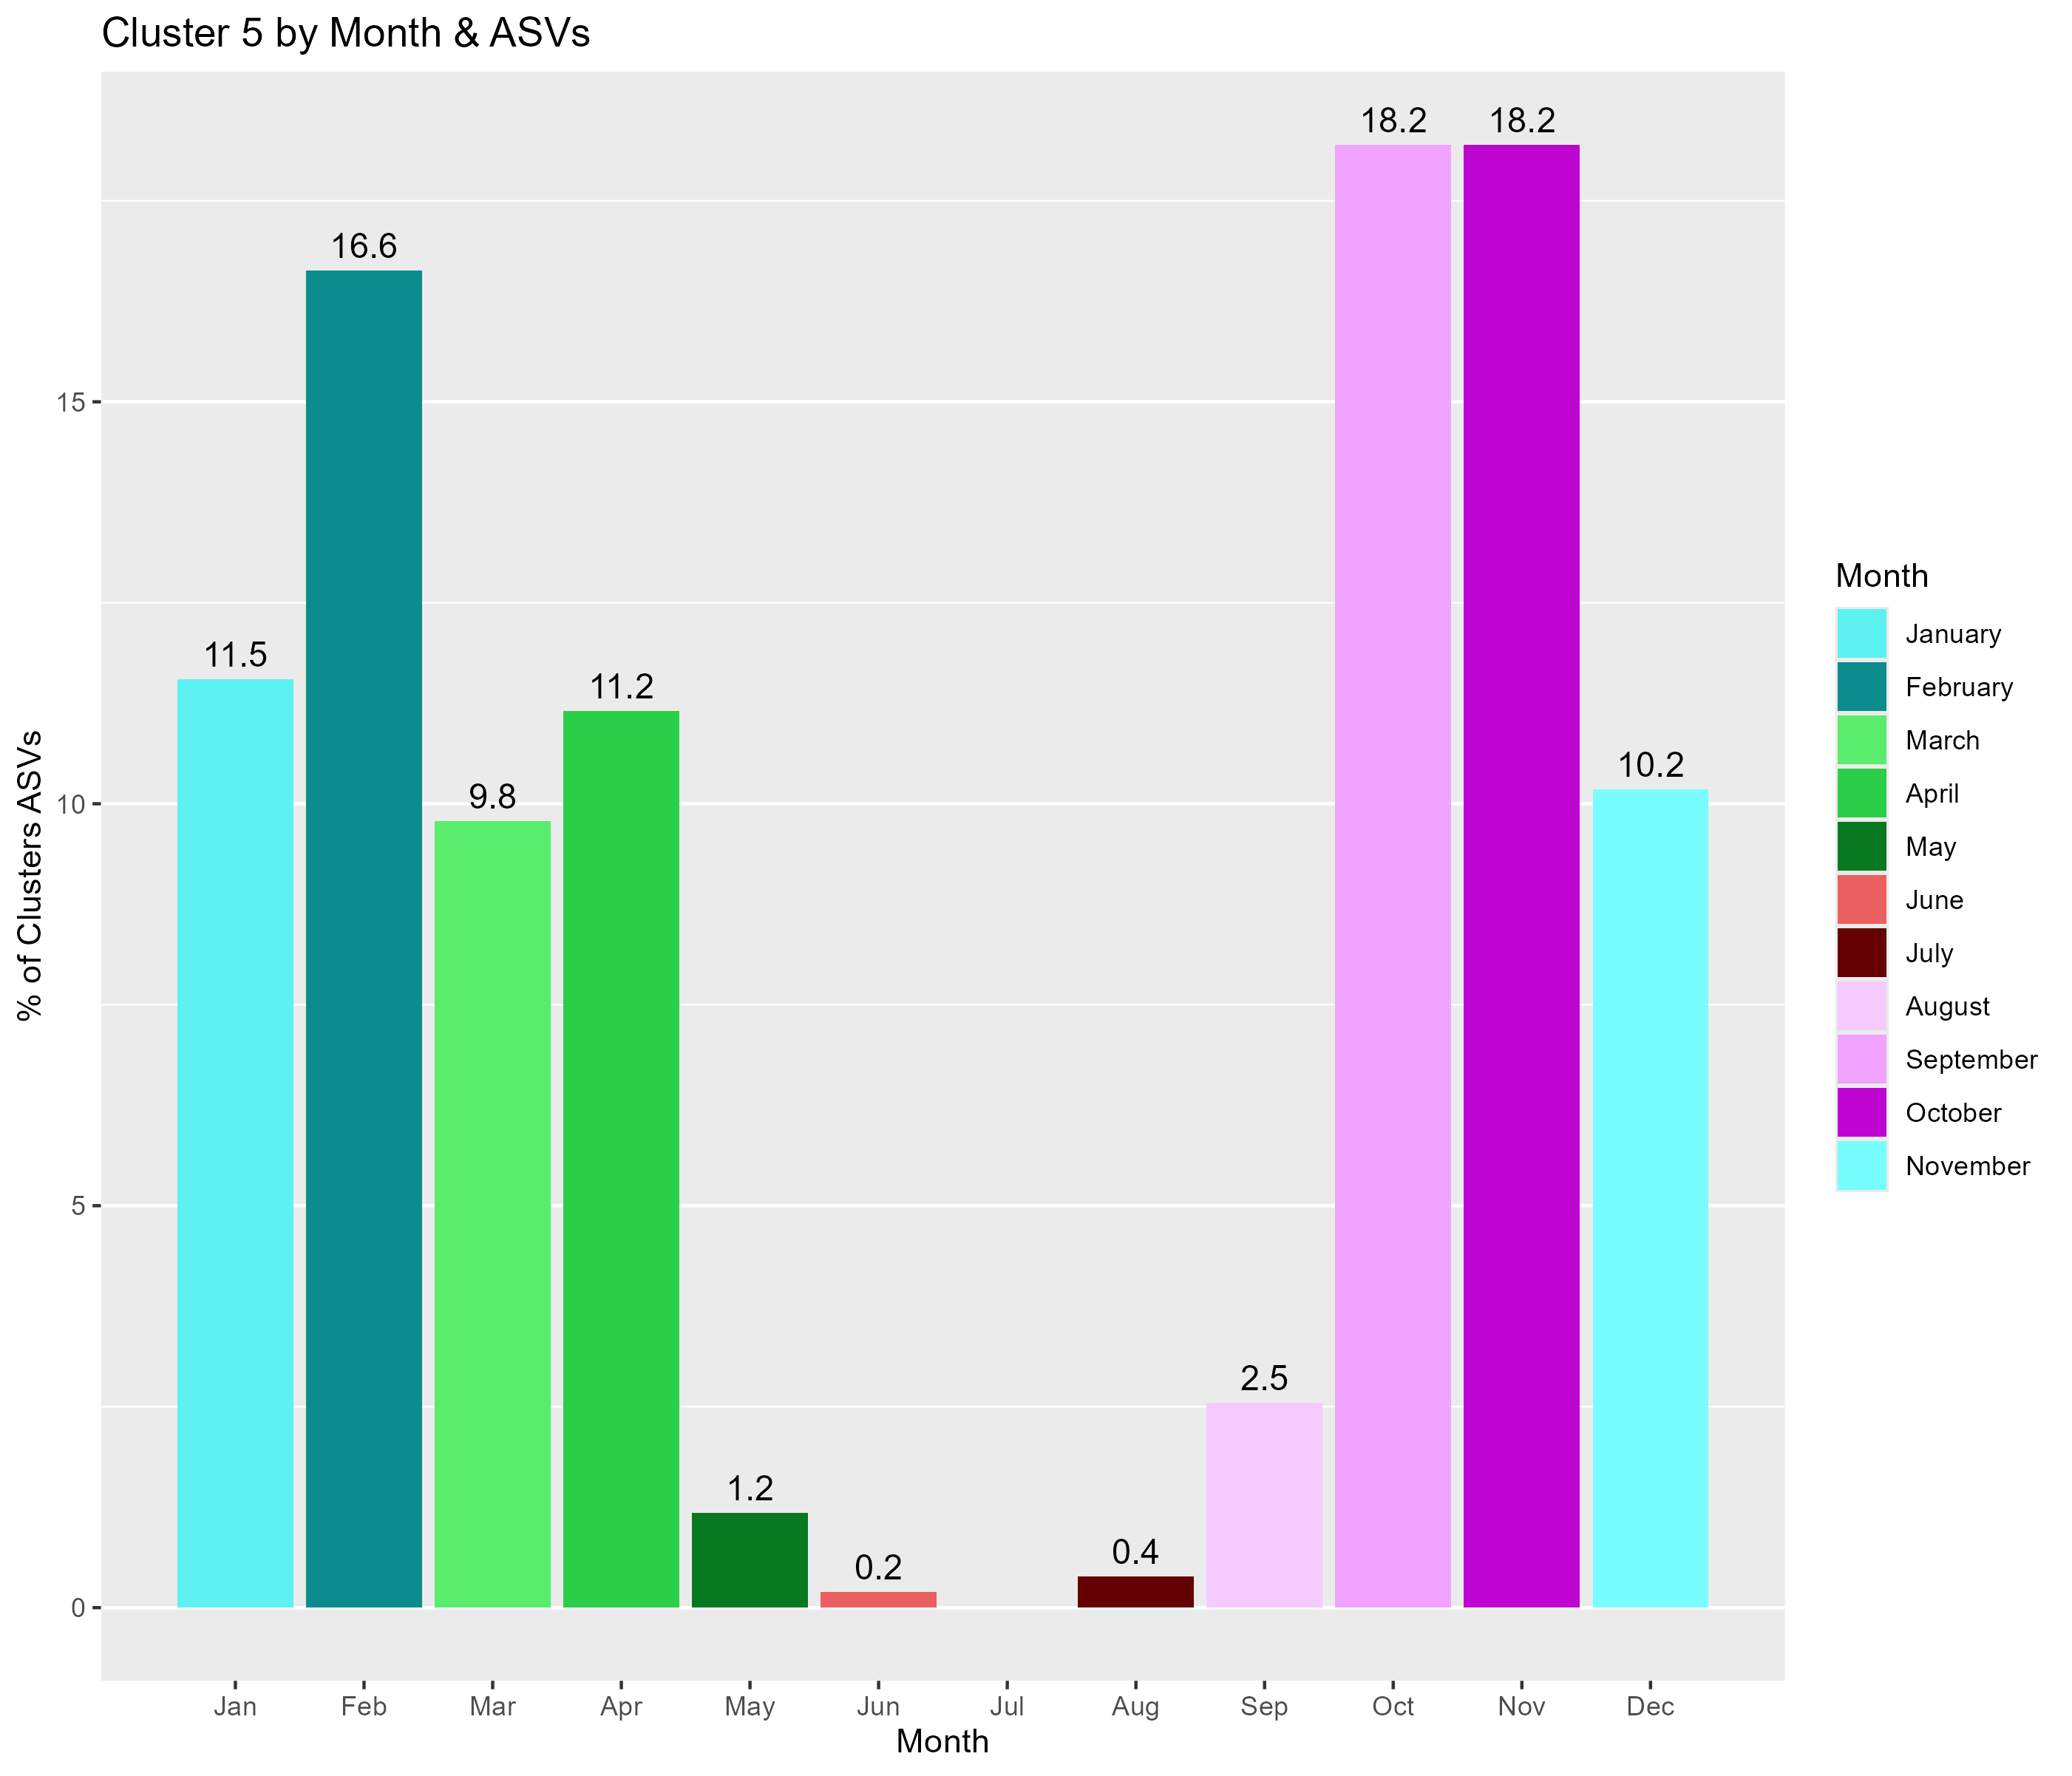 Cluster 5 by Month & ASVs
% of Clusters ASVs
15
10
5
0
11.5
16.6
9.8
11.2
1.2
0.2
0.4
2.5
18.2
18.2
10.2
Jan
Feb
Mar
Apr
May
Jun
Jul
Aug
Sep
Oct
Nov
Dec
Month
Month
January
February
March
April
May
June
July
August
September
October
November